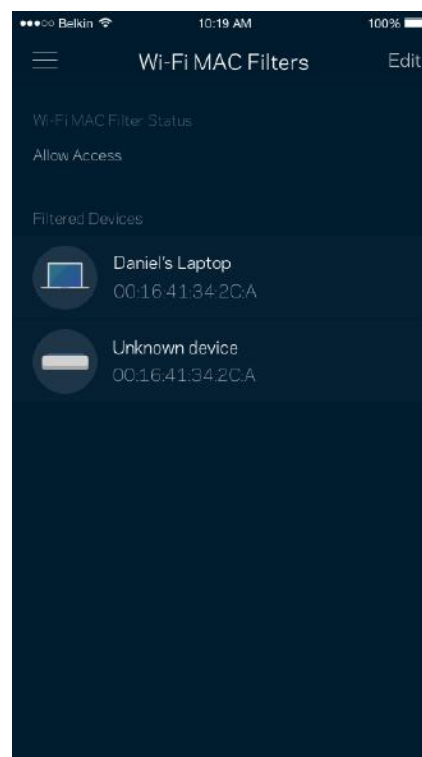 Belkin 10:19 AM 100%
Wi-Fi MAC Filters Edit
Wi-Fi MAC Filter Status
Allow Access
Filtered Devices
Daniel's Laptop
00:16:41:34:2C:A
Unknown device
00:16:41:34:2C:A